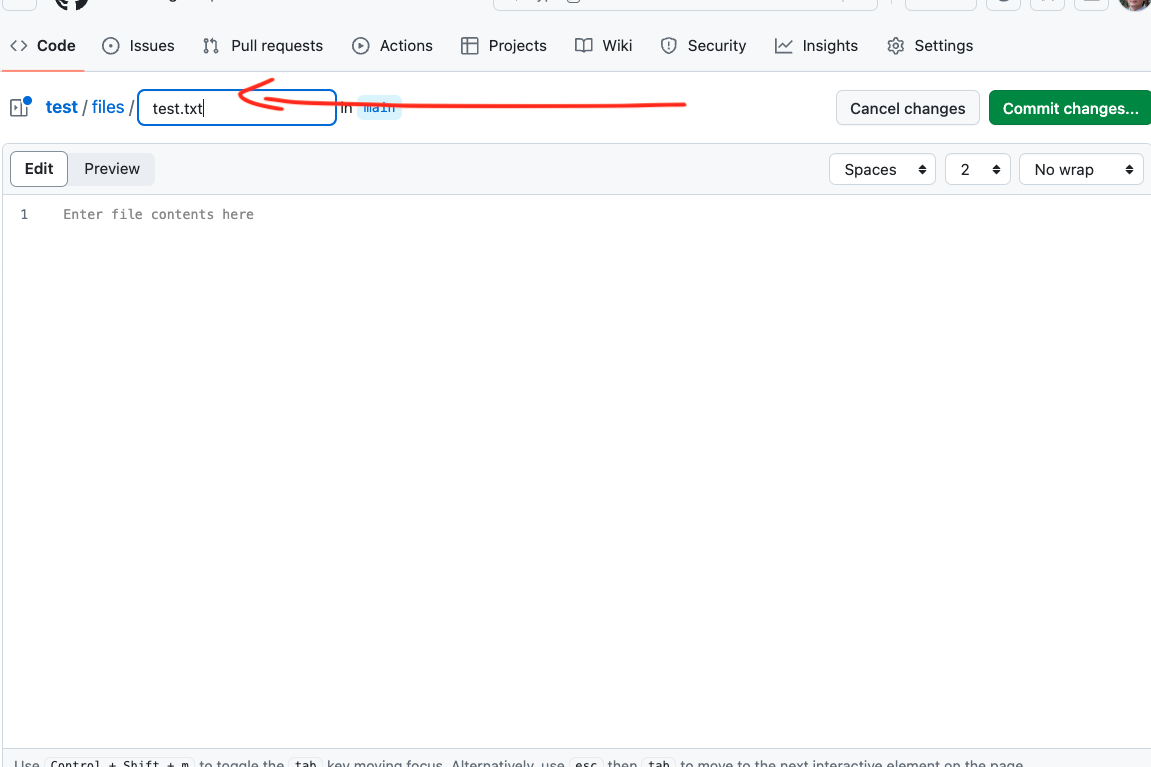 Code Issues Pull requests Actions Projects Wiki Security Insights Settings
test / files / test.txt in main Cancel changes Commit changes...
Edit Preview Spaces 2 No wrap
1 Enter file contents here
Use Control + Shift + m to toggle the tab key moving focus. Alternatively, use esc then tab to move to the next interactive element on the page.